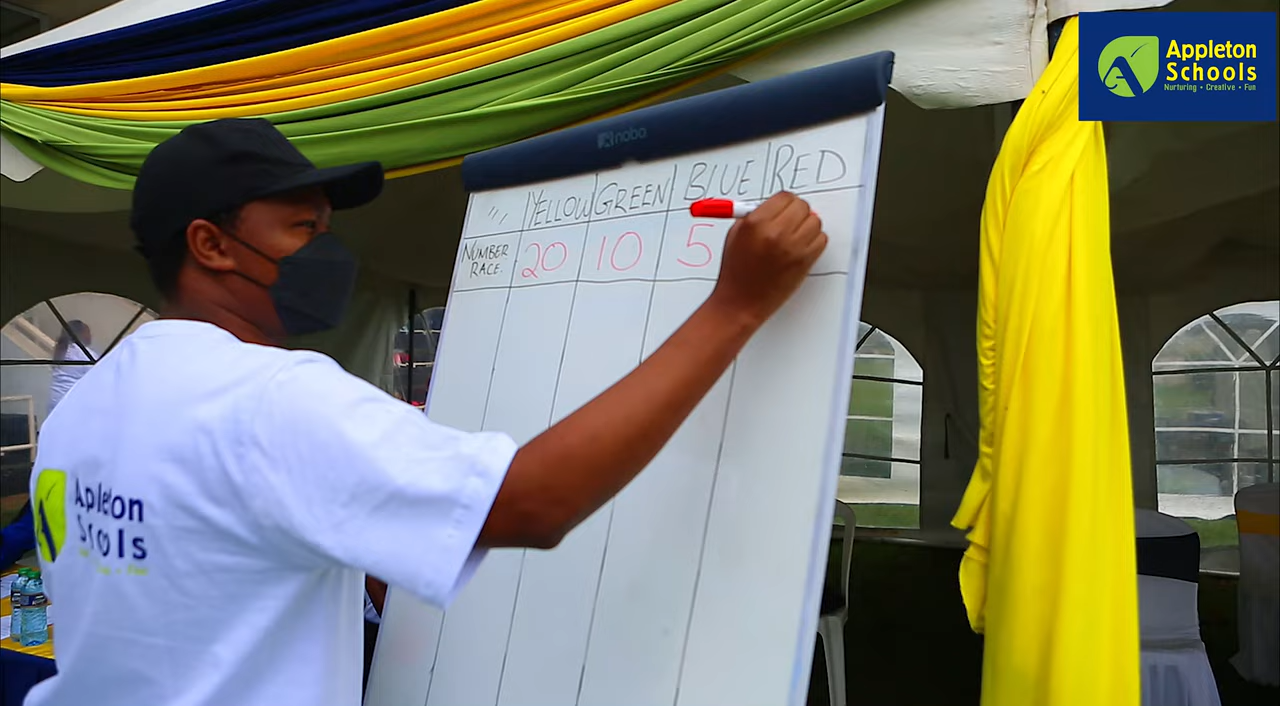 Appleton
Schools
Nurturing • Creative • Fun
nobo
" YELLOW GREEN BLUE RED
NUMBER RACE. 20 10 5
Appleton
Schools